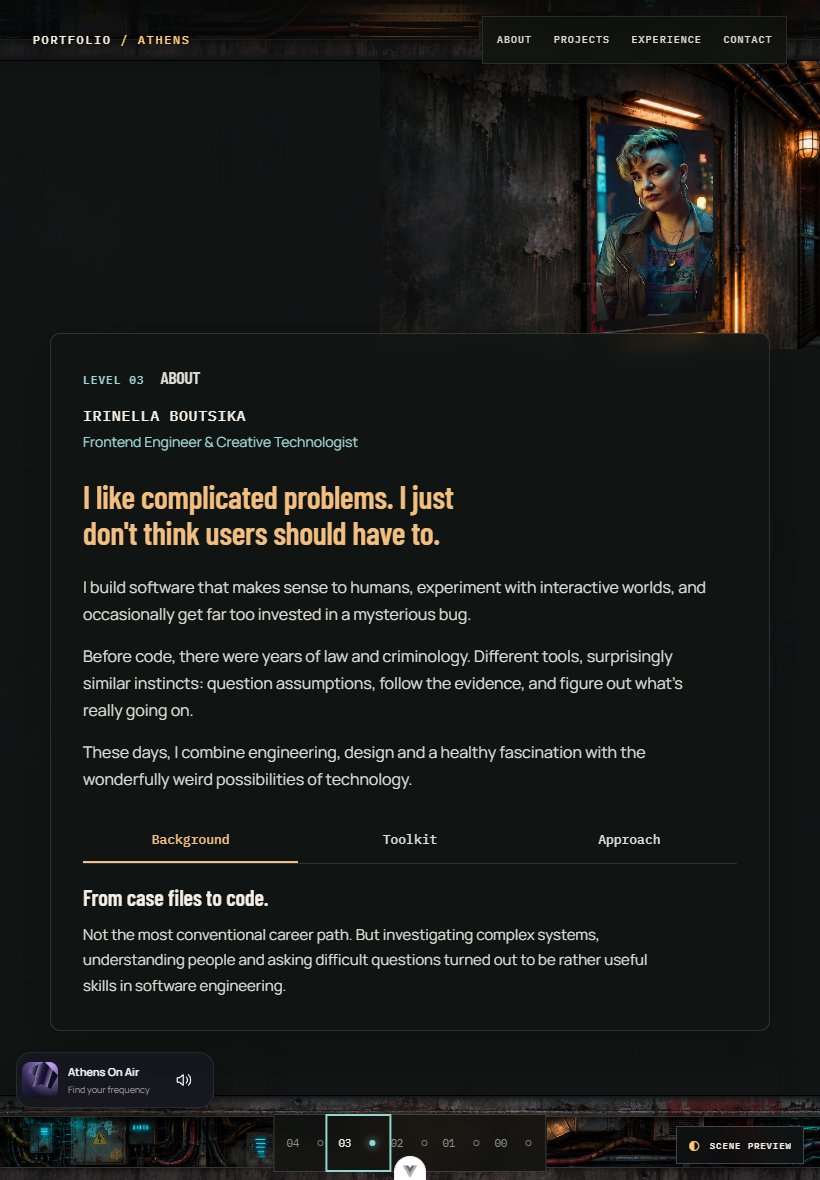 PORTFOLIO / ATHENS
ABOUT PROJECTS EXPERIENCE CONTACT
LEVEL 03 ABOUT
IRINELLA BOUTSIKA
Frontend Engineer & Creative Technologist
I like complicated problems. I just
don't think users should have to.
I build software that makes sense to humans, experiment with interactive worlds, and
occasionally get far too invested in a mysterious bug.
Before code, there were years of law and criminology. Different tools, surprisingly
similar instincts: question assumptions, follow the evidence, and figure out what's
really going on.
These days, I combine engineering, design and a healthy fascination with the
wonderfully weird possibilities of technology.
Background Toolkit Approach
From case files to code.
Not the most conventional career path. But investigating complex systems,
understanding people and asking difficult questions turned out to be rather useful
skills in software engineering.
Athens On Air
Find your frequency
04 03 02 01 00
SCENE PREVIEW